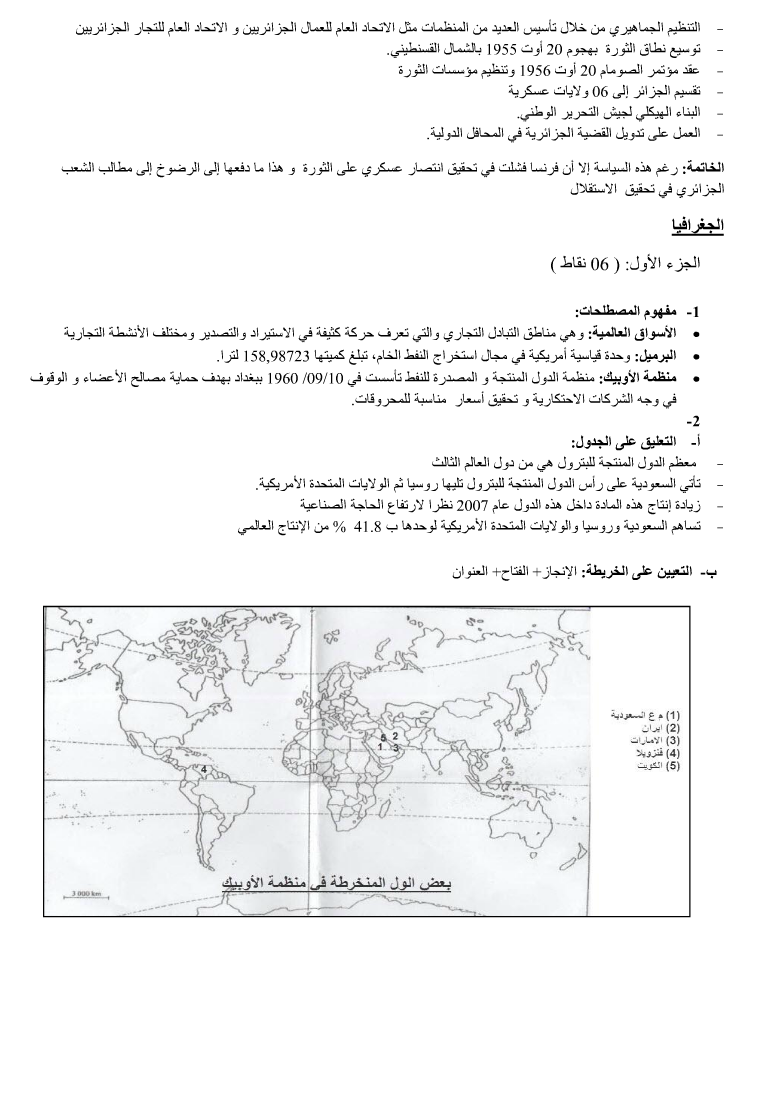 - التنظيم الجماهيري من خلال تأسيس العديد من المنظمات مثل الاتحاد العام للعمال الجزائريين و الاتحاد العام للتجار الجزائريين
- توسيع نطاق الثورة بهجوم 20 أوت 1955 بالشمال القسنطيني.
- عقد مؤتمر الصومام 20 أوت 1956 وتنظيم مؤسسات الثورة
- تقسيم الجزائر إلى 06 ولايات عسكرية
- البناء الهيكلي لجيش التحرير الوطني.
- العمل على تدويل القضية الجزائرية في المحافل الدولية.
الخاتمة: رغم هذه السياسة إلا أن فرنسا فشلت في تحقيق انتصار عسكري على الثورة و هذا ما دفعها إلى الرضوخ إلى مطالب الشعب
الجزائري في تحقيق الاستقلال
الجغرافيا
الجزء الأول: ( 06 نقاط )
1- مفهوم المصطلحات:
• الأسواق العالمية: وهي مناطق التبادل التجاري والتي تعرف حركة كثيفة في الاستيراد والتصدير ومختلف الأنشطة التجارية
• البرميل: وحدة قياسية أمريكية في مجال استخراج النفط الخام، تبلغ كميتها 158,98723 لترا.
• منظمة الأوبيك: منظمة الدول المنتجة و المصدرة للنفط تأسست في 09/10/ 1960 ببغداد بهدف حماية مصالح الأعضاء و الوقوف
في وجه الشركات الاحتكارية و تحقيق أسعار مناسبة للمحروقات.
2-
أ- التعليق على الجدول:
- معظم الدول المنتجة للبترول هي من دول العالم الثالث
- تأتي السعودية على رأس الدول المنتجة للبترول تليها روسيا ثم الولايات المتحدة الأمريكية.
- زيادة إنتاج هذه المادة داخل هذه الدول عام 2007 نظرا لارتفاع الحاجة الصناعية
- تساهم السعودية وروسيا والولايات المتحدة الأمريكية لوحدها ب 41.8 % من الإنتاج العالمي
ب- التعيين على الخريطة: الإنجاز+ الفتاح+ العنوان
(1) م ع السعودية
(2) ايران
(3) الامارات
(4) فنزويلا
(5) الكويت
5 2
1 3
4
بعض الول المنخرطة في منظمة الأوبيك
3 000 km